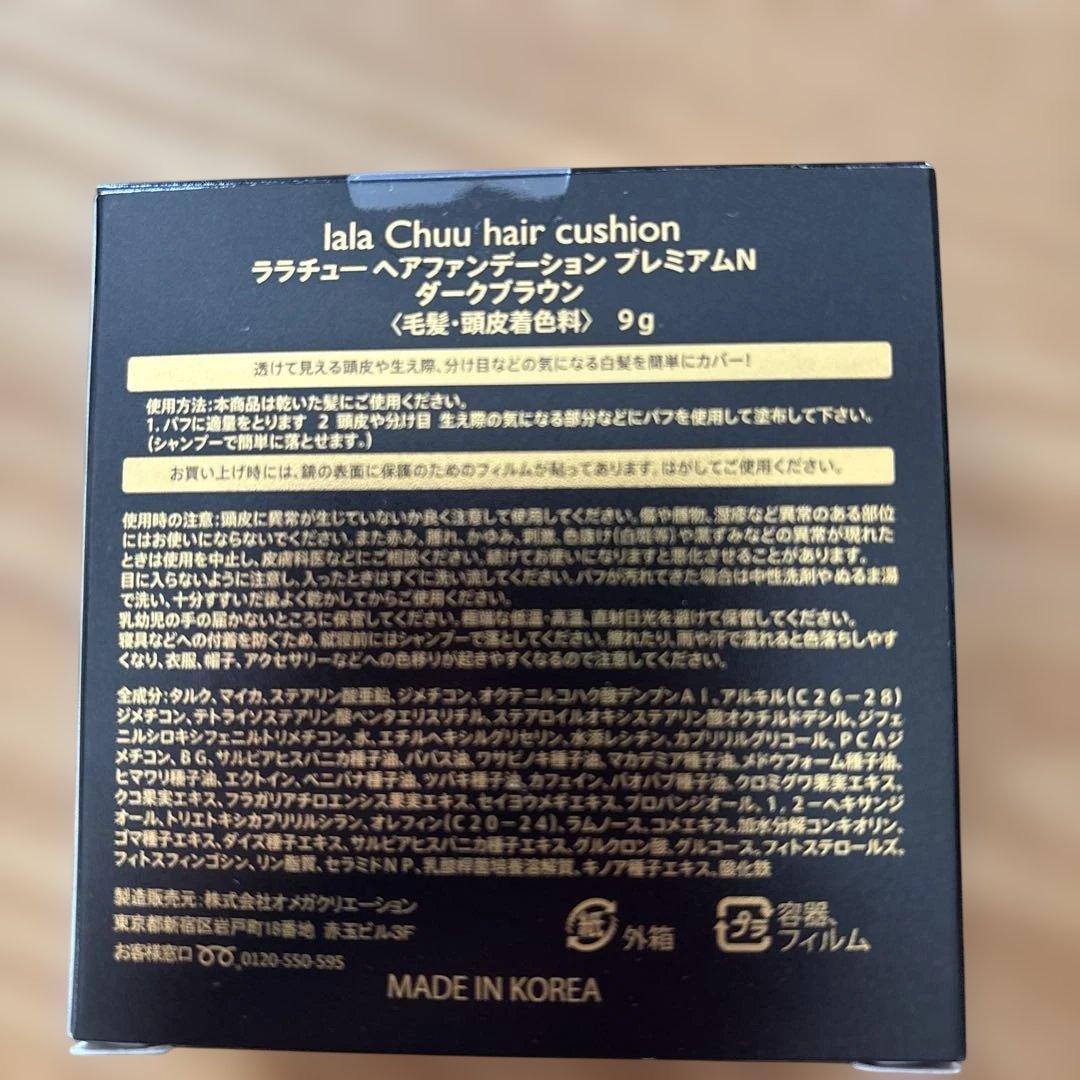 lala Chuu hair cushion
ララチュー ヘアファンデーション プレミアムN
ダークブラウン
〈毛髪・頭皮着色料〉 9g
透けて見える頭皮や生え際、分け目などの気になる白髪を簡単にカバー!
使用方法:本商品は乾いた髪にご使用ください。
1. パフに適量をとります 2 頭皮や分け目 生え際の気になる部分などにパフを使用して塗布して下さい。
(シャンプーで簡単に落とせます。)
お買い上げ時には、鏡の表面に保護のためのフィルムが貼ってあります。はがしてご使用ください。
使用時の注意:頭皮に異常が生じていないか良く注意して使用してください。傷や腫物、湿疹など異常のある部位
にはお使いにならないでください。また赤み、腫れ、かゆみ、刺激、色抜け(白斑等)や黒ずみなどの異常が現れた
ときは使用を中止し、皮膚科医などにご相談ください。続けてお使いになりますと悪化させることがあります。
目に入らないように注意し、入ったときはすぐに洗い流してください。パフが汚れてきた場合は中性洗剤や ぬるま湯
で洗い、十分すすいだ後よく乾かしてからご使用ください。
乳幼児の手の届かないところに保管してください。極端な低温・高温、直射日光を避けて保管してください。
寝具などへの付着を防ぐため、就寝前にはシャンプーで落としてください。擦れたり、雨や汗で濡れると色落ちしやす
くなり、衣服、帽子、アクセサリーなどへの色移りが起きやすくなるので注意してください。
全成分:タルク、マイカ、ステアリン酸亜鉛、ジメチコン、オクテニルコハク酸デンプンAl、アルキル(C26-28)
ジメチコン、テトライソステアリン酸ペンタエリスリチル、ステアロイルオキシステアリン酸オクチルドデシル、ジフェ
ニルシロキシフェニルトリメチコン、水、エチルヘキシルグリセリン、水添レシチン、カプリリルグリコール、PCAジ
メチコン、BG、サルビアヒスパニカ種子油、ババス油、ワサビノキ種子油、マカデミア種子油、メドウフォーム種子油、
ヒマワリ種子油、エクトイン、ベニバナ種子油、ツバキ種子油、カフェイン、バオバブ種子油、クロミグワ果実エキス、
クコ果実エキス、フラガリアチロエンシス果実エキス、セイヨウメギエキス、プロパンジオール、1,2-ヘキサンジ
オール、トリエトキシカプリリルシラン、オレフィン(C20-24)、ラムノース、コメエキス、加水分解コンキオリン、
ゴマ種子エキス、ダイズ種子エキス、サルビアヒスパニカ種子エキス、グルクロン酸、グルコース、フィトステロールズ、
フィトスフィンゴシン、リン脂質、セラミドNP、乳酸桿菌培養溶解質、キノア種子エキス、酸化鉄
製造販売元:株式会社オメガクリエーション
東京都新宿区岩戸町18番地 赤玉ビル3F
お客様窓口 0120-550-595
紙 外箱
プラ 容器、
フィルム
MADE IN KOREA